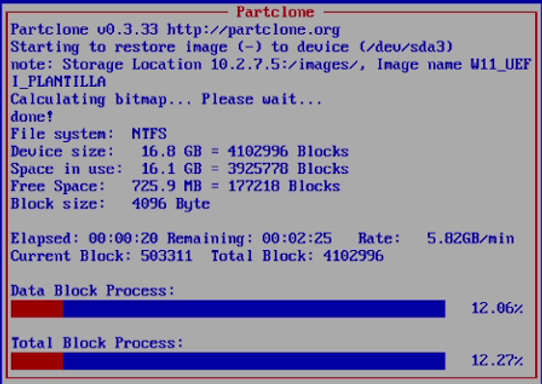 Partclone
Partclone v0.3.33 http://partclone.org
Starting to restore image (-) to device (/dev/sda3)
note: Storage Location 10.2.7.5:/images/, Image name W11_UEF
I_PLANTILLA
Calculating bitmap... Please wait...
done!
File system:  NTFS
Device size:   16.8 GB = 4102996 Blocks
Space in use:  16.1 GB = 3925778 Blocks
Free Space:   725.9 MB = 177218 Blocks
Block size:   4096 Byte
Elapsed: 00:00:20 Remaining: 00:02:25   Rate:   5.82GB/min
Current Block: 503311  Total Block: 4102996
Data Block Process:
12.06%
Total Block Process:
12.27%